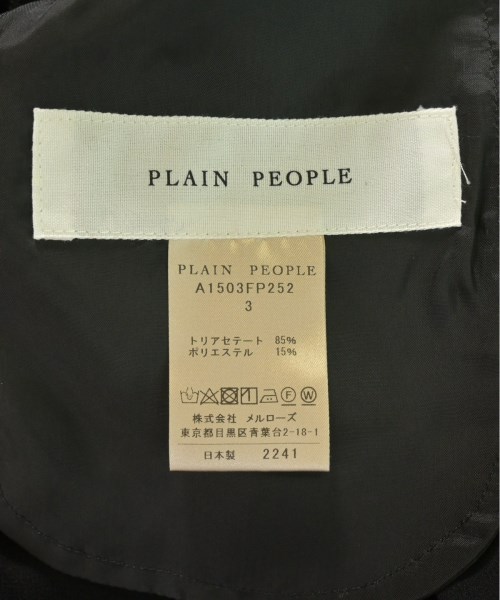 PLAIN PEOPLE
PLAIN PEOPLE
A1503FP252
3
トリアセテート 85%
ポリエステル 15%
F W
株式会社 メルローズ
東京都目黒区青葉台2-18-1
日本製 2241